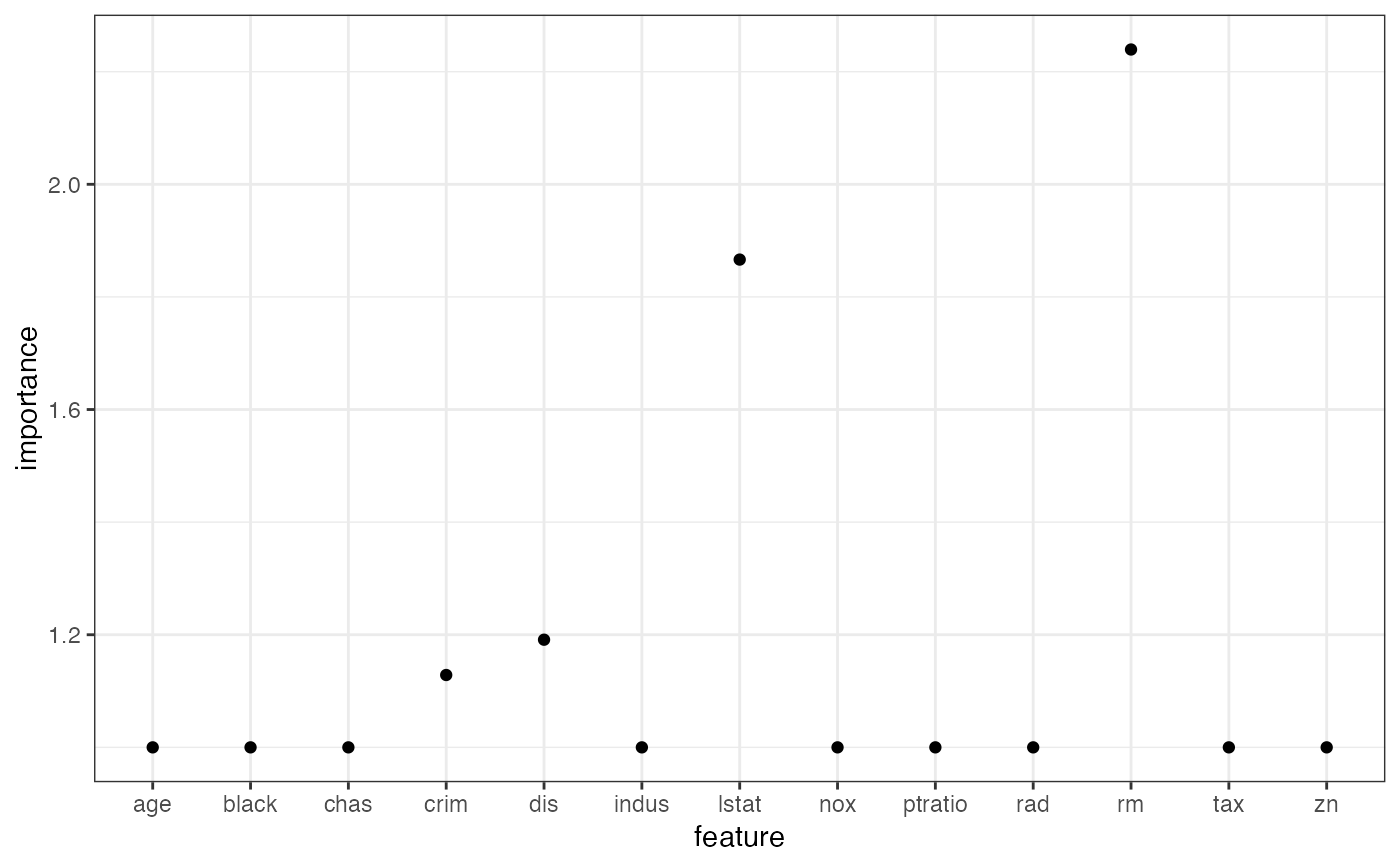 importance
2.0
1.6
1.2
age black chas crim dis indus lstat nox ptratio rad rm tax zn
feature